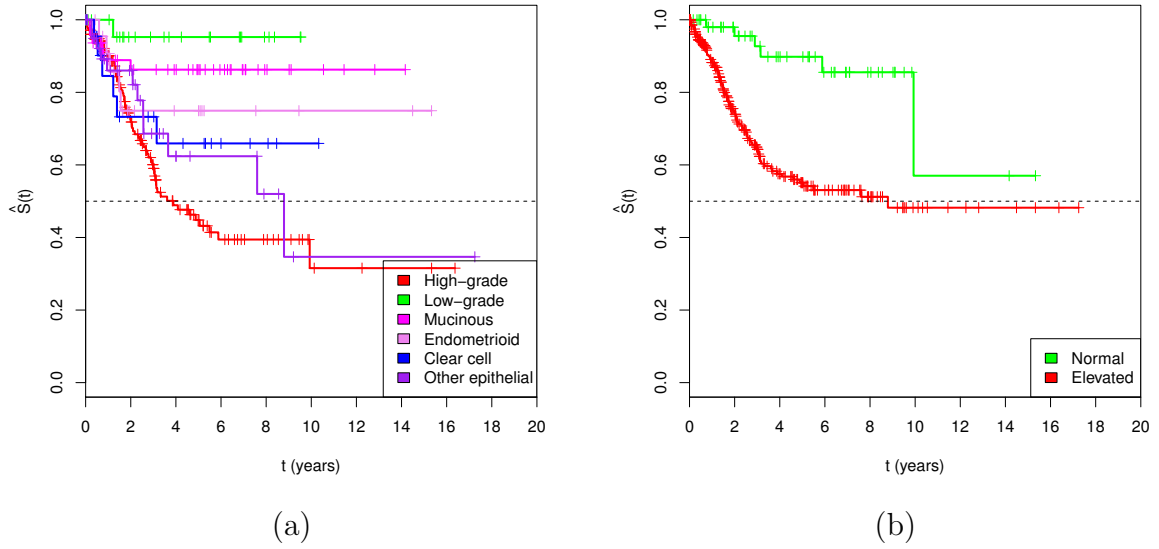 1.0
0.8
0.6
0.4
0.2
0.0
Ŝ(t)
0 2 4 6 8 10 12 14 16 18 20
t (years)
High−grade
Low−grade
Mucinous
Endometrioid
Clear cell
Other epithelial
(a)
1.0
0.8
0.6
0.4
0.2
0.0
Ŝ(t)
0 2 4 6 8 10 12 14 16 18 20
t (years)
Normal
Elevated
(b)